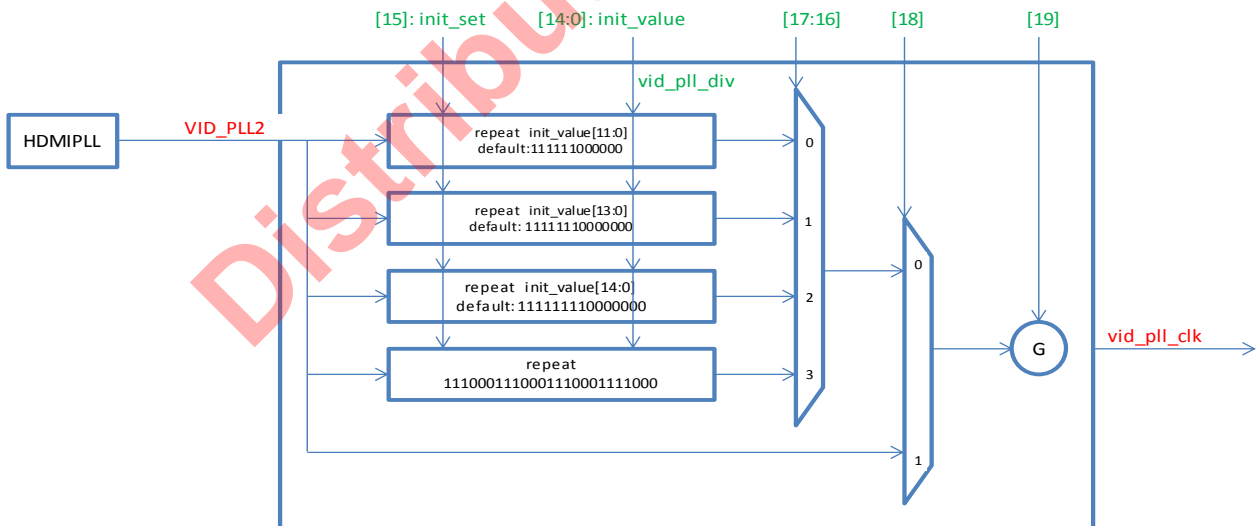 [15]: init_set [14:0]: init_value [17:16] [18] [19]
vid_pll_div
HDMIPLL
VID_PLL2
repeat init_value[11:0]
default:111111000000
0
repeat init_value[13:0]
default: 11111110000000
1
repeat init_value[14:0]
default: 111111110000000
2
repeat
1110001110001110001111000
3
0
1
G
vid_pll_clk
Distribu